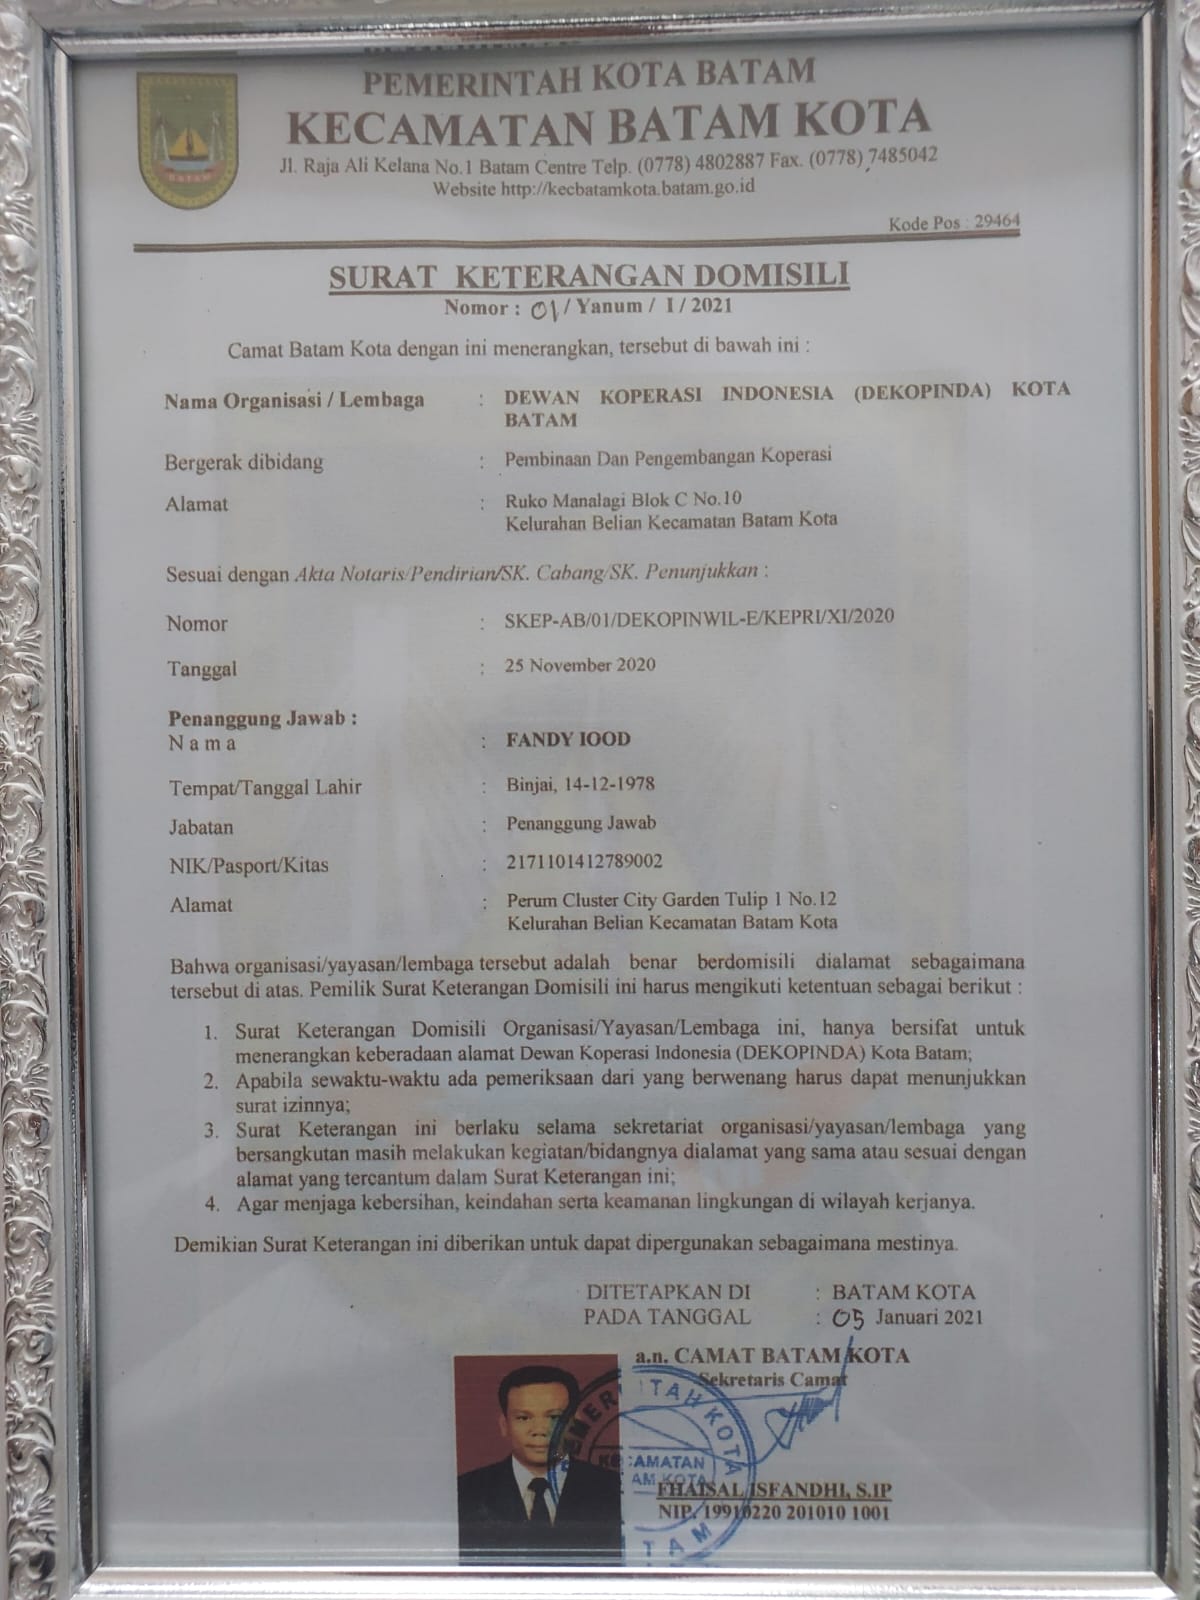 PEMERINTAH KOTA BATAM
KECAMATAN BATAM KOTA
Jl. Raja Ali Kelana No.1 Batam Centre Telp. (0778) 4802887 Fax. (0778) 7485042
Website http://kecbatamkota.batam.go.id
Kode Pos : 29464
BATAM
SURAT KETERANGAN DOMISILI
Nomor : 01 / Yanum / I / 2021
Camat Batam Kota dengan ini menerangkan, tersebut di bawah ini :
Nama Organisasi / Lembaga : DEWAN KOPERASI INDONESIA (DEKOPINDA) KOTA
BATAM
Bergerak dibidang : Pembinaan Dan Pengembangan Koperasi
Alamat : Ruko Manalagi Blok C No.10
Kelurahan Belian Kecamatan Batam Kota
Sesuai dengan Akta Notaris/Pendirian/SK. Cabang/SK. Penunjukkan :
Nomor : SKEP-AB/01/DEKOPINWIL-E/KEPRI/XI/2020
Tanggal : 25 November 2020
Penanggung Jawab :
N a m a : FANDY IOOD
Tempat/Tanggal Lahir : Binjai, 14-12-1978
Jabatan : Penanggung Jawab
NIK/Pasport/Kitas : 2171101412789002
Alamat : Perum Cluster City Garden Tulip 1 No.12
Kelurahan Belian Kecamatan Batam Kota
Bahwa organisasi/yayasan/lembaga tersebut adalah benar berdomisili dialamat sebagaimana
tersebut di atas. Pemilik Surat Keterangan Domisili ini harus mengikuti ketentuan sebagai berikut :
1. Surat Keterangan Domisili Organisasi/Yayasan/Lembaga ini, hanya bersifat untuk
menerangkan keberadaan alamat Dewan Koperasi Indonesia (DEKOPINDA) Kota Batam;
2. Apabila sewaktu-waktu ada pemeriksaan dari yang berwenang harus dapat menunjukkan
surat izinnya;
3. Surat Keterangan ini berlaku selama sekretariat organisasi/yayasan/lembaga yang
bersangkutan masih melakukan kegiatan/bidangnya dialamat yang sama atau sesuai dengan
alamat yang tercantum dalam Surat Keterangan ini;
4. Agar menjaga kebersihan, keindahan serta keamanan lingkungan di wilayah kerjanya.
Demikian Surat Keterangan ini diberikan untuk dapat dipergunakan sebagaimana mestinya.
DITETAPKAN DI : BATAM KOTA
PADA TANGGAL : 05 Januari 2021
a.n. CAMAT BATAM KOTA
Sekretaris Camat
FHAISAL ISFANDHI, S.IP
NIP. 19910220 201010 1001